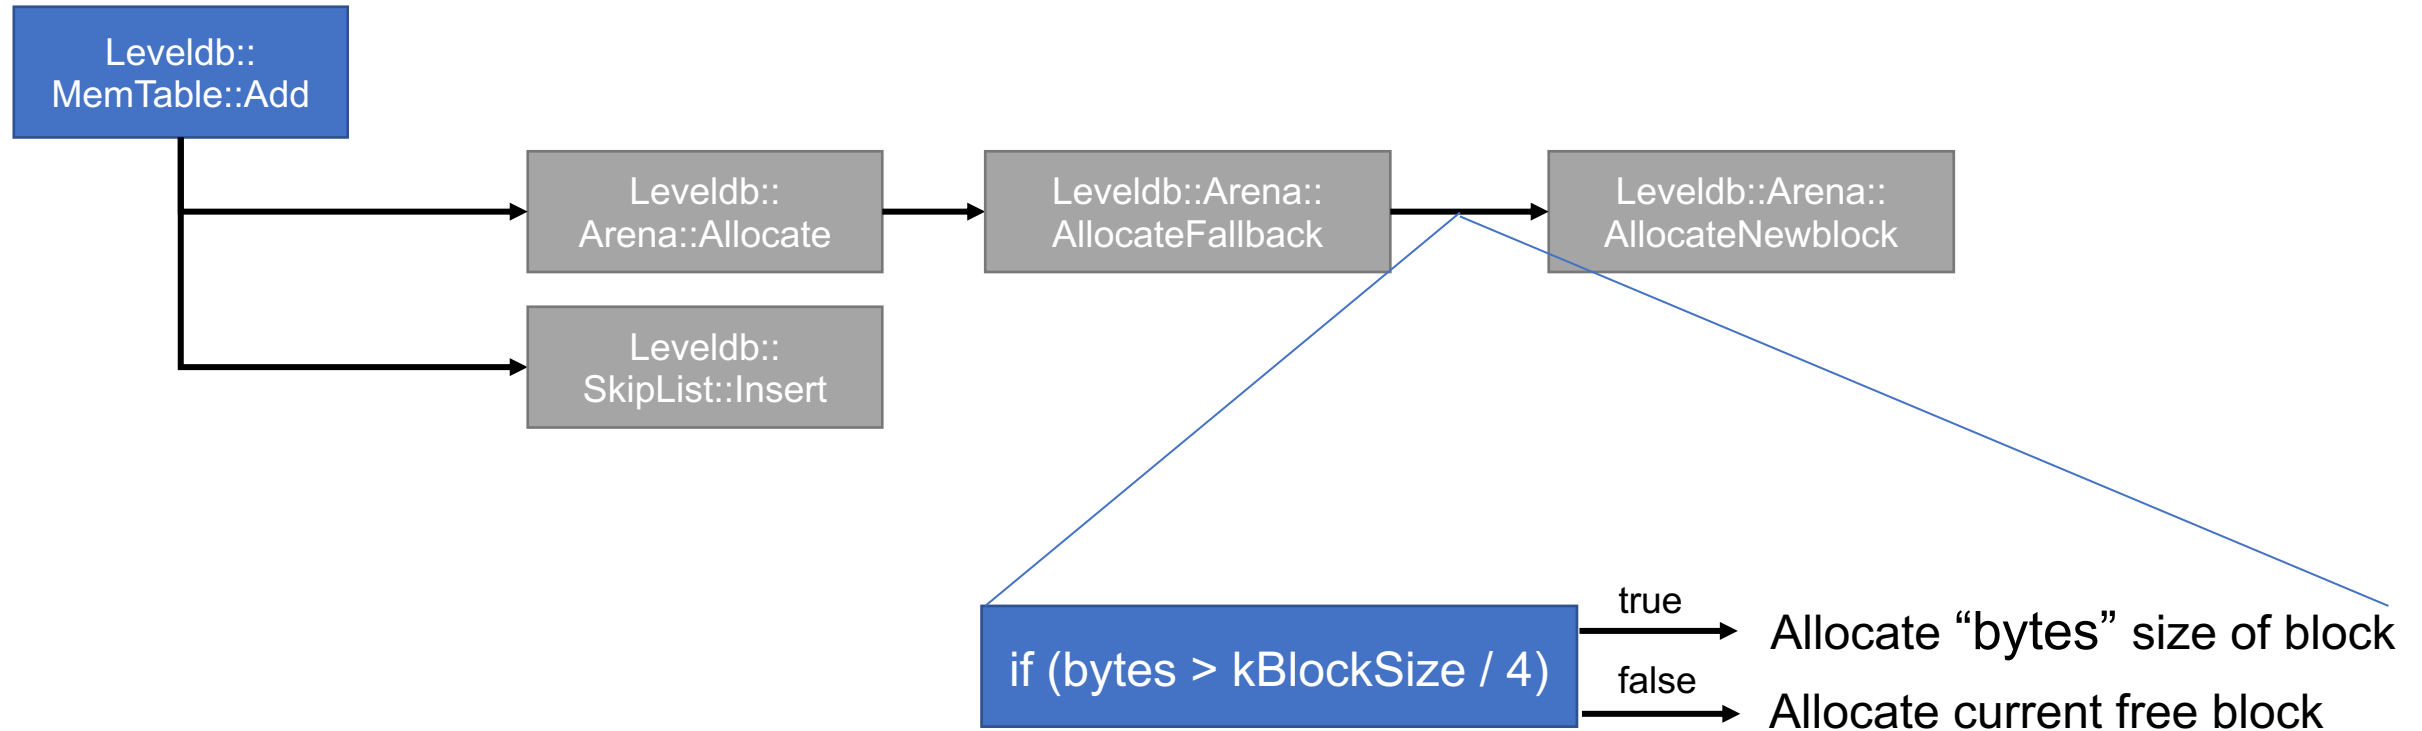 Leveldb::
MemTable::Add
Leveldb::
Arena::Allocate
Leveldb::Arena::
AllocateFallback
Leveldb::Arena::
AllocateNewblock
Leveldb::
SkipList::Insert
if (bytes > kBlockSize / 4)
true
Allocate “bytes” size of block
false
Allocate current free block